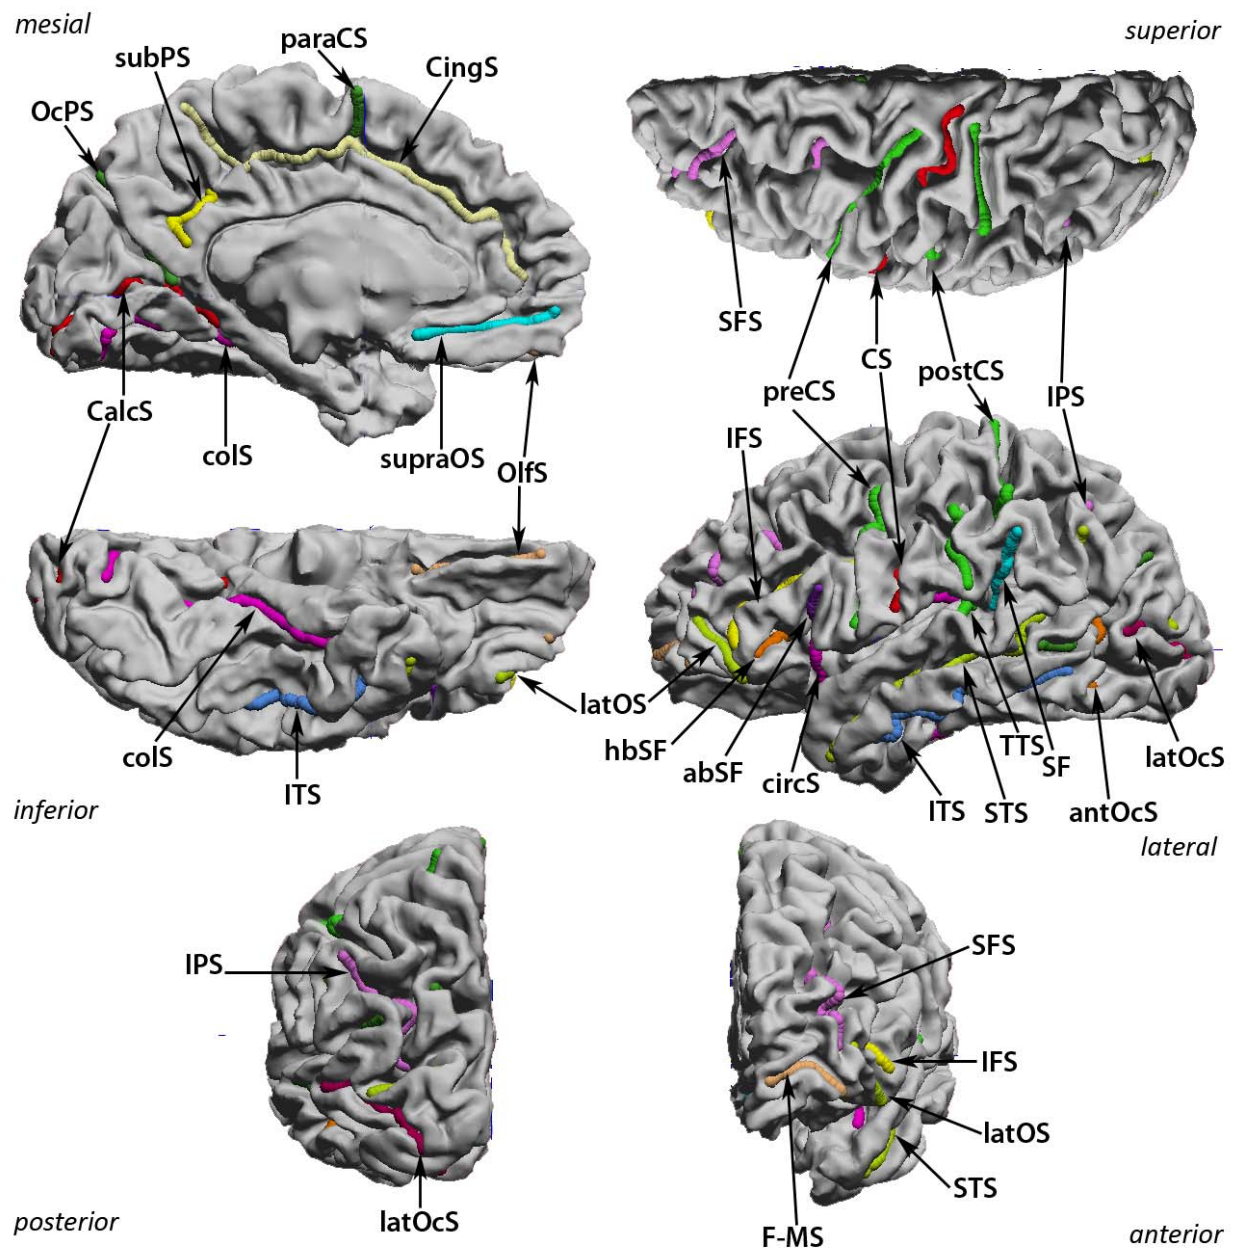 mesial
paraCS
subPS
CingS
OcPS
CalcS
colS
supraOS
OlfS
superior
SFS
CS
preCS
postCS
IPS
IFS
colS
ITS
inferior
latOS
hbSF
abSF
circS
TTS
SF
latOcS
ITS
STS
antOcS
lateral
IPS
latOcS
posterior
SFS
IFS
latOS
STS
F-MS
anterior